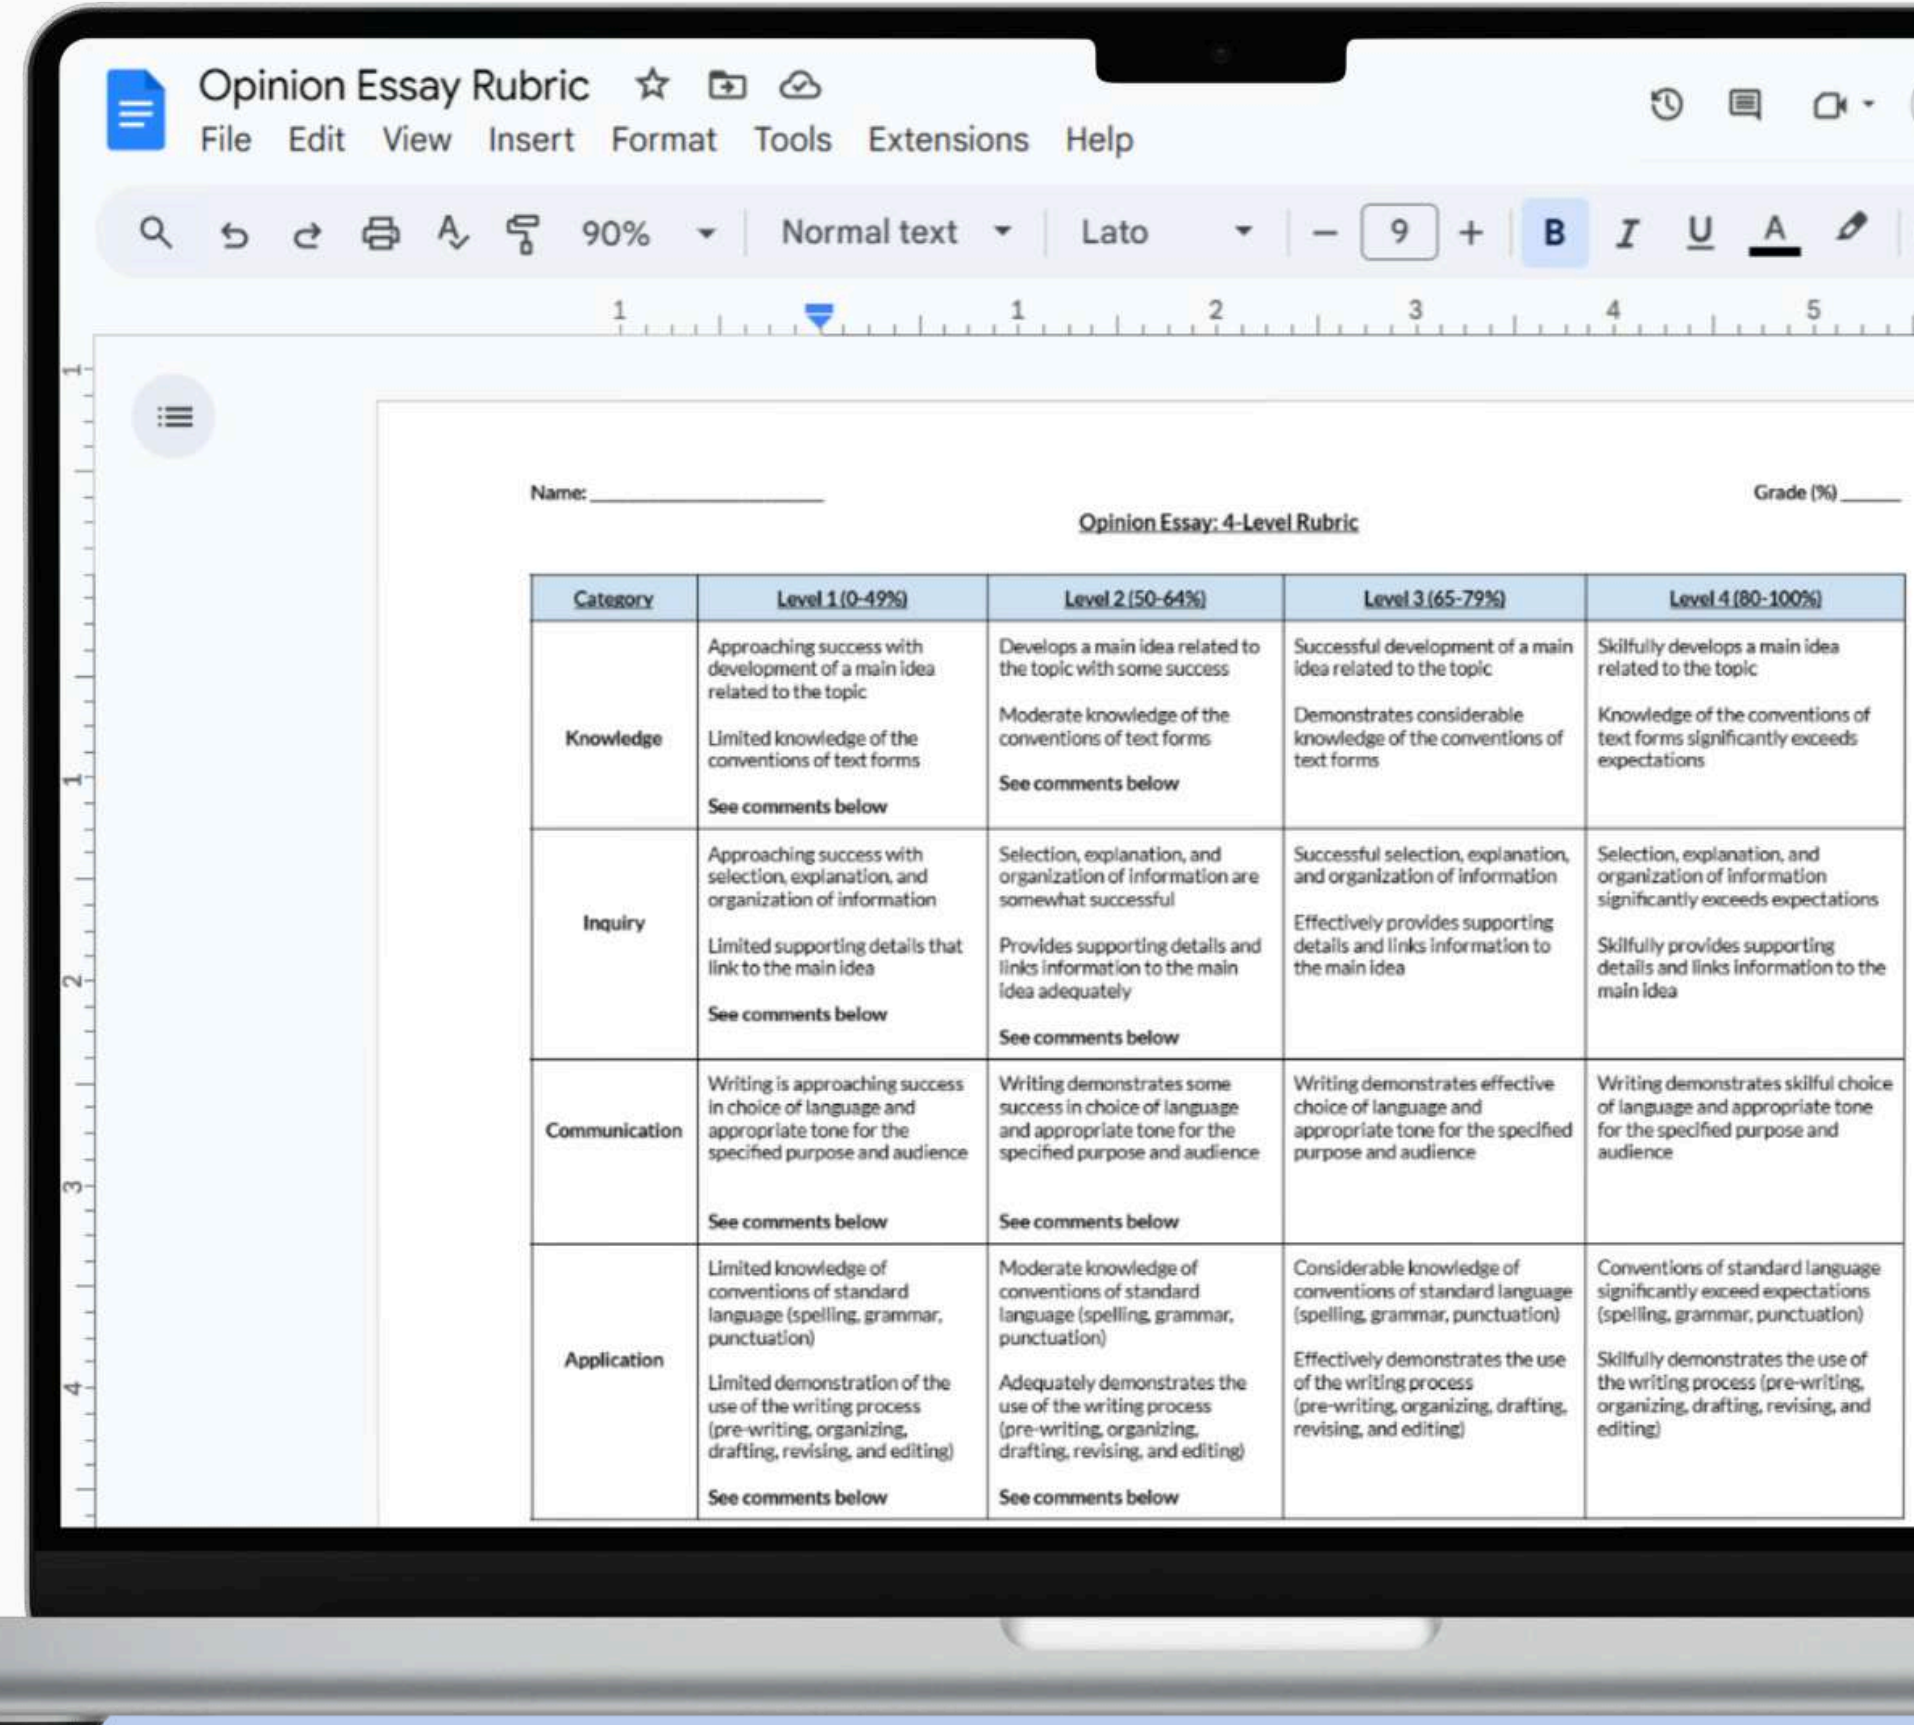 Opinion Essay Rubric
File Edit View Insert Format Tools Extensions Help
90% Normal text Lato 9 B I U A
1 1 2 3 4 5
1
1
2
3
4
Name: ____________________ Grade (%) _____
Opinion Essay: 4-Level Rubric
Category
Level 1 (0-49%)
Level 2 (50-64%)
Level 3 (65-79%)
Level 4 (80-100%)
Knowledge
Approaching success with
development of a main idea
related to the topic
Limited knowledge of the
conventions of text forms
See comments below
Develops a main idea related to
the topic with some success
Moderate knowledge of the
conventions of text forms
See comments below
Successful development of a main
idea related to the topic
Demonstrates considerable
knowledge of the conventions of
text forms
Skilfully develops a main idea
related to the topic
Knowledge of the conventions of
text forms significantly exceeds
expectations
Inquiry
Approaching success with
selection, explanation, and
organization of information
Limited supporting details that
link to the main idea
See comments below
Selection, explanation, and
organization of information are
somewhat successful
Provides supporting details and
links information to the main
idea adequately
See comments below
Successful selection, explanation,
and organization of information
Effectively provides supporting
details and links information to
the main idea
Selection, explanation, and
organization of information
significantly exceeds expectations
Skilfully provides supporting
details and links information to the
main idea
Communication
Writing is approaching success
in choice of language and
appropriate tone for the
specified purpose and audience
See comments below
Writing demonstrates some
success in choice of language
and appropriate tone for the
specified purpose and audience
See comments below
Writing demonstrates effective
choice of language and
appropriate tone for the specified
purpose and audience
Writing demonstrates skilful choice
of language and appropriate tone
for the specified purpose and
audience
Application
Limited knowledge of
conventions of standard
language (spelling, grammar,
punctuation)
Limited demonstration of the
use of the writing process
(pre-writing, organizing,
drafting, revising, and editing)
See comments below
Moderate knowledge of
conventions of standard
language (spelling, grammar,
punctuation)
Adequately demonstrates the
use of the writing process
(pre-writing, organizing,
drafting, revising, and editing)
See comments below
Considerable knowledge of
conventions of standard language
(spelling, grammar, punctuation)
Effectively demonstrates the use
of the writing process
(pre-writing, organizing, drafting,
revising, and editing)
Conventions of standard language
significantly exceed expectations
(spelling, grammar, punctuation)
Skilfully demonstrates the use of
the writing process (pre-writing,
organizing, drafting, revising, and
editing)